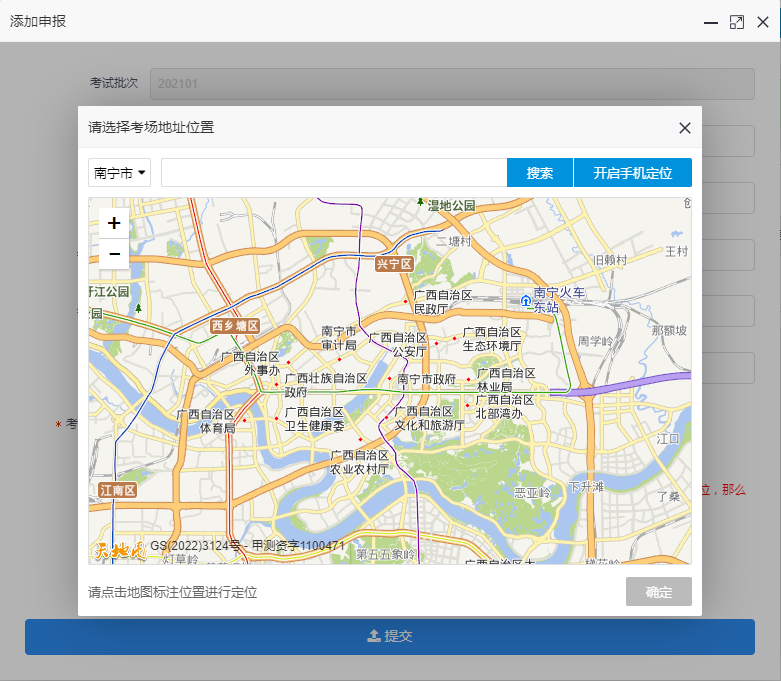 添加申报
考试批次
202101
请选择考场地址位置
南宁市
搜索
开启手机定位
+
−
湿地公园
二塘村
旧赖村
王村
兴宁区
开江公园
公园
广西自治区
民政厅
南宁火车
东站
西乡塘区
南宁市
审计局
广西自治区
公安厅
广西自治区
生态环境厅
周学岭
那额坡
广西自治区
外事办
广西壮族自治区
政府
南宁市政府
广西自治区
林业局
广西自治区
体育局
广西自治区
卫生健康委
广西自治区
文化和旅游厅
广西自治区
北部湾办
* 考
广西自治区
农业农村厅
江口
江南区
恶亚岭
下升滩
了桑
位，那么
天地图
GS(2022)3124号 - 甲测资字1100471
灯草岭
第五五象岭
请点击地图标注位置进行定位
确定
提交